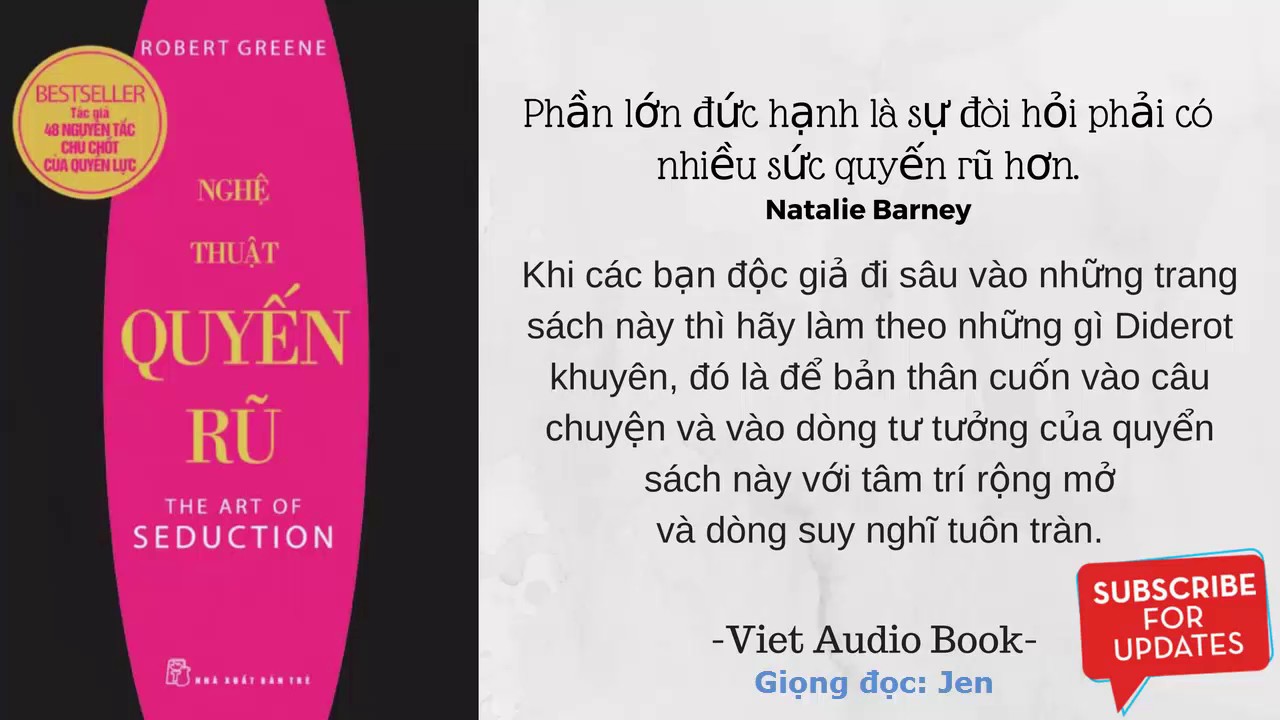 ROBERT GREENE
BESTSELLER
Tác giả
48 NGUYÊN TẮC
CHỦ CHỐT
CỦA QUYỀN LỰC
NGHỆ
THUẬT
QUYẾN
RŨ
THE ART OF
SEDUCTION
NHÀ XUẤT BẢN TRẺ
Phần lớn đức hạnh là sự đòi hỏi phải có
nhiều sức quyến rũ hơn.
Natalie Barney
Khi các bạn độc giả đi sâu vào những trang
sách này thì hãy làm theo những gì Diderot
khuyên, đó là để bản thân cuốn vào câu
chuyện và vào dòng tư tưởng của quyển
sách này với tâm trí rộng mở
và dòng suy nghĩ tuôn tràn.
-Viet Audio Book-
Giọng đọc: Jen
SUBSCRIBE
FOR
UPDATES